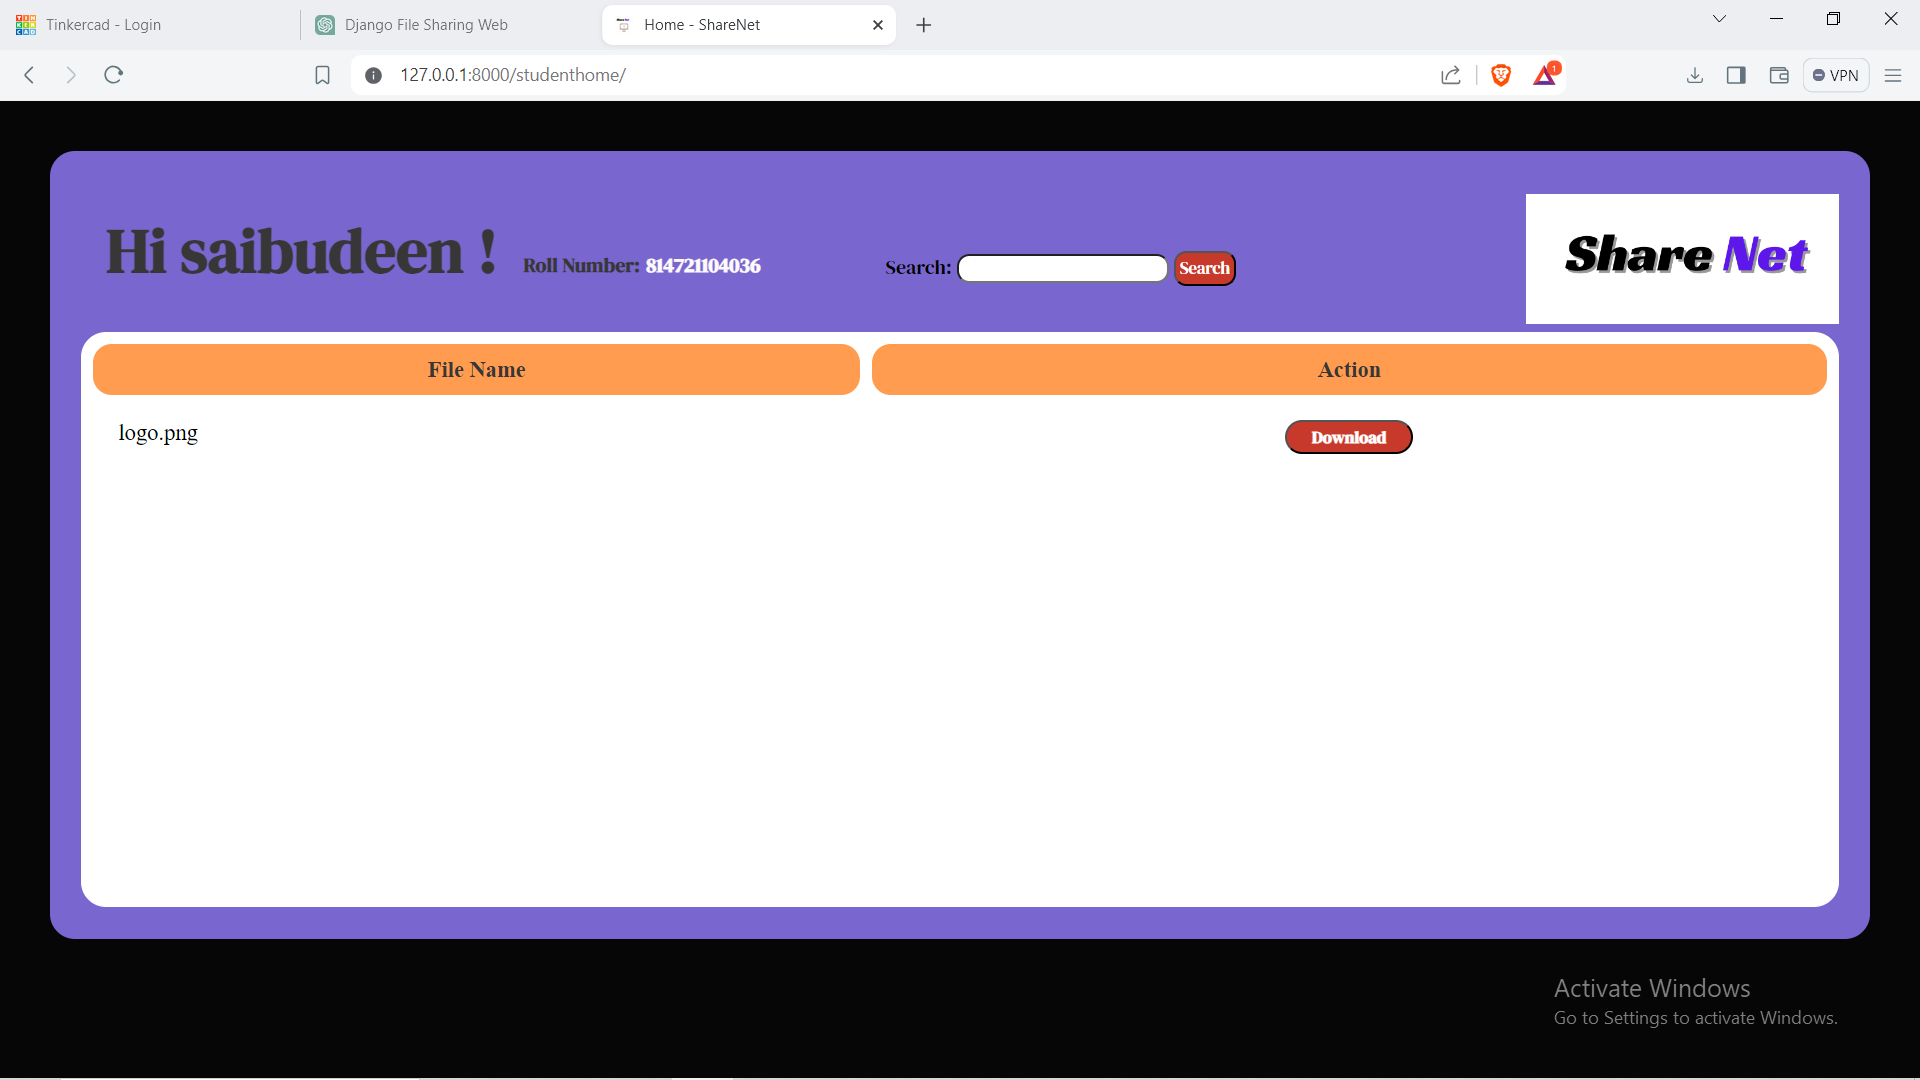 Tinkercad - Login
Django File Sharing Web
Home - ShareNet
127.0.0.1:8000/studenthome/
1
VPN
Hi saibudeen !
Roll Number: 814721104036
Search:
Search
Share Net
File Name
Action
logo.png
Download
Activate Windows
Go to Settings to activate Windows.